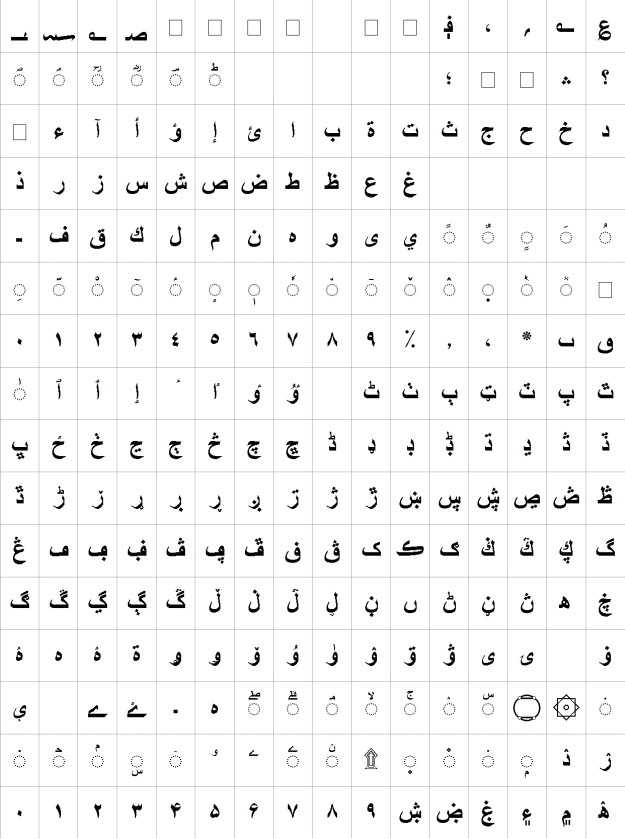 ؀ ؁ ؂ ؃ ؋ ، ؍ ؎ ؏
◌ؐ ◌ؑ ◌ؒ ◌ؓ ◌ؔ ◌ؕ ؛ ؞ ؟
ء آ أ ؤ إ ئ ا ب ة ت ث ج ح خ د
ذ ر ز س ش ص ض ط ظ ع غ
ـ ف ق ك ل م ن ه و ى ي ◌ً ◌ٌ ◌ٍ ◌َ ◌ُ
◌ِ ◌ّ ◌ْ ◌ٓ ◌ٔ ◌ٕ ◌ٖ ◌ٗ ◌٘ ◌ٙ ◌ٚ ◌ٛ ◌ٜ ◌ٝ ◌ٞ
٠ ١ ٢ ٣ ٤ ٥ ٦ ٧ ٨ ٩ ٪ ٫ ٬ ٭ ٮ ٯ
◌ٰ ٱ ٲ ٳ ٴ ٵ ٶ ٷ ٹ ٺ ٻ ټ ٽ پ ٿ
ڀ ځ ڂ ڃ ڄ څ چ ڇ ڈ ډ ڊ ڋ ڌ ڍ ڎ ڏ
ڐ ڑ ڒ ړ ڔ ڕ ږ ڗ ژ ڙ ښ ڛ ڜ ڝ ڞ ڟ
ڠ ڡ ڢ ڣ ڤ ڥ ڦ ڧ ڨ ک ڪ ګ ڬ ڭ ڮ گ
ڰ ڱ ڲ ڳ ڴ ڵ ڶ ڷ ڸ ڹ ں ڻ ڼ ڽ ھ ڿ
ۀ ہ ۂ ۃ ۄ ۅ ۆ ۇ ۈ ۉ ۊ ۋ ی ۍ ۏ
ې ے ۓ ۔ ە ◌ۖ ◌ۗ ◌ۘ ◌ۙ ◌ۚ ◌ۛ ◌ۜ ۝ ۞ ◌۟
◌۠ ◌ۡ ◌ۢ ◌ۣ ◌ۤ ۥ ۦ ◌ۧ ◌ۨ ۩ ◌۪ ◌۫ ◌۬ ◌ۭ ۮ ۯ
۰ ۱ ۲ ۳ ۴ ۵ ۶ ۷ ۸ ۹ ۺ ۻ ۼ ۽ ۾ ۿ